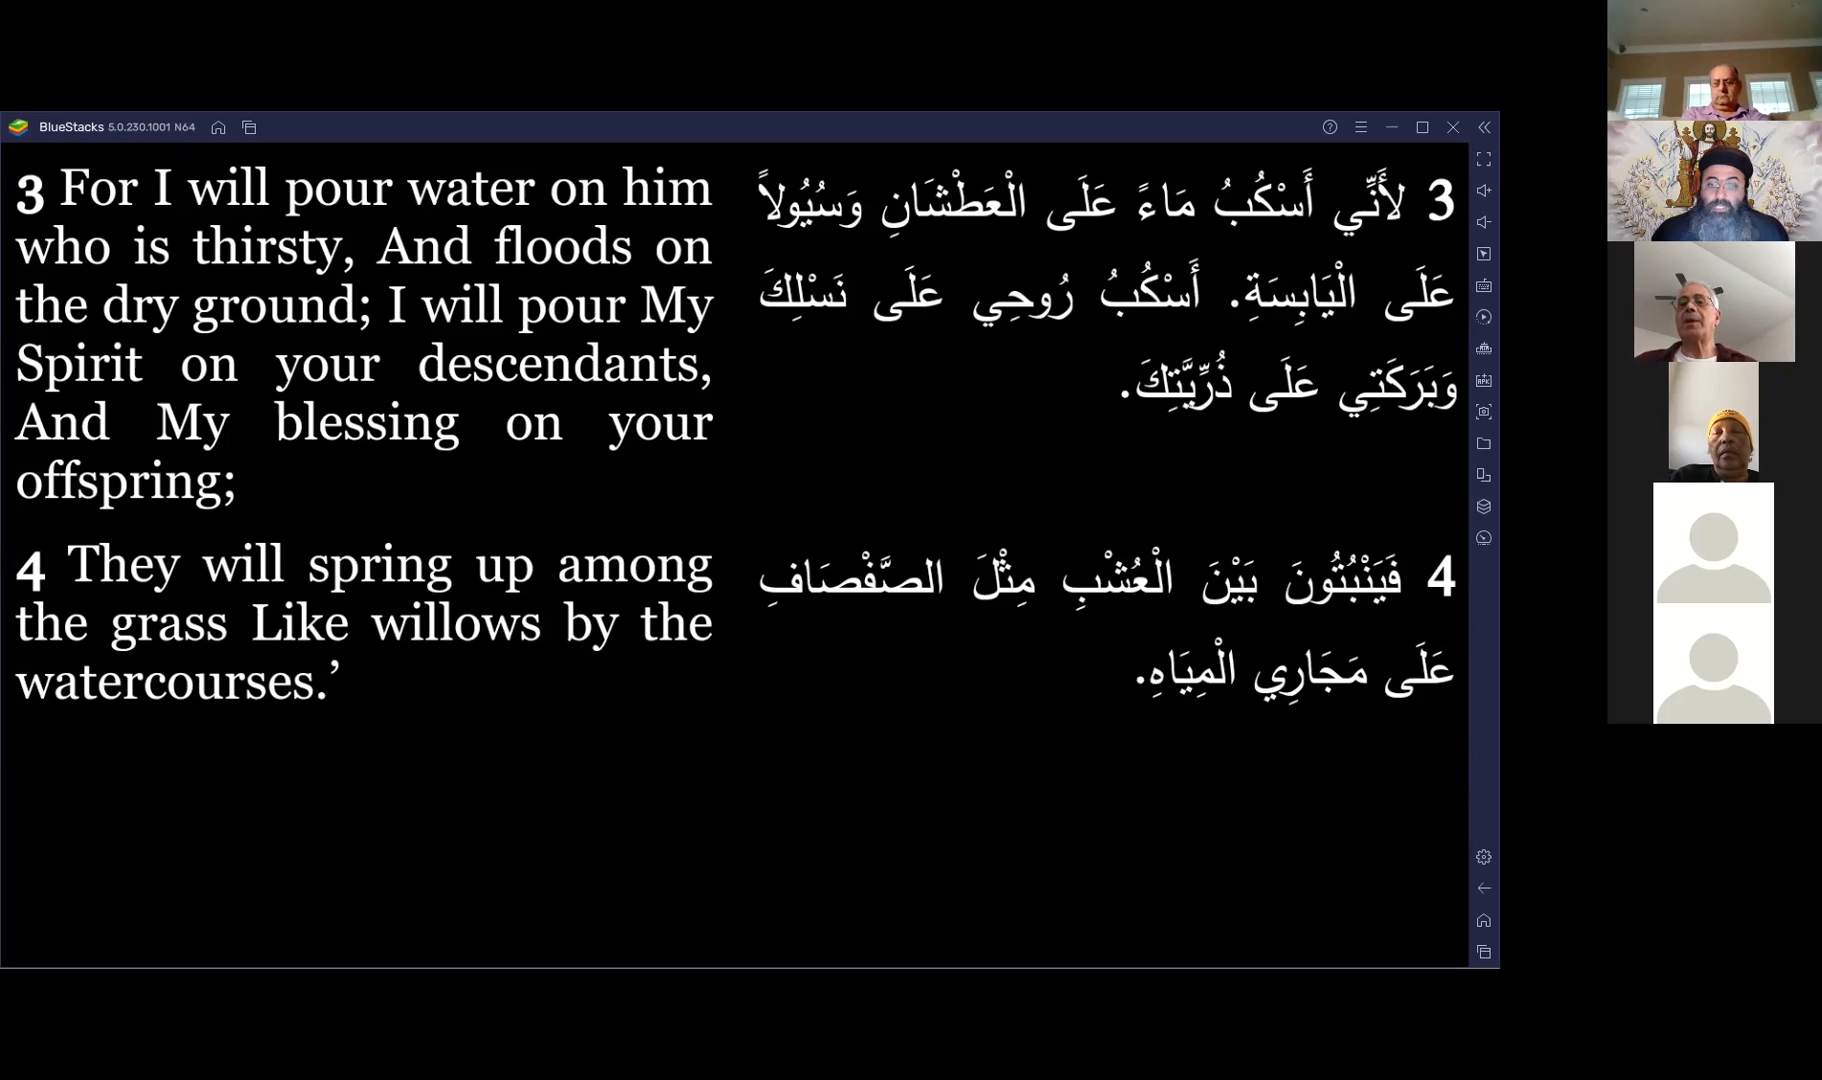 BlueStacks 5.0.230.1001 N64
3 For I will pour water on him
who is thirsty, And floods on
the dry ground; I will pour My
Spirit on your descendants,
And My blessing on your
offspring;
4 They will spring up among
the grass Like willows by the
watercourses.’
3 لأَنِّي أَسْكُبُ مَاءً عَلَى الْعَطْشَانِ وَسُيُولاً
عَلَى الْيَابِسَةِ. أَسْكُبُ رُوحِي عَلَى نَسْلِكَ
وَبَرَكَتِي عَلَى ذُرِّيَّتِكَ.
4 فَيَنْبُتُونَ بَيْنَ الْعُشْبِ مِثْلَ الصَّفْصَافِ
عَلَى مَجَارِي الْمِيَاهِ.